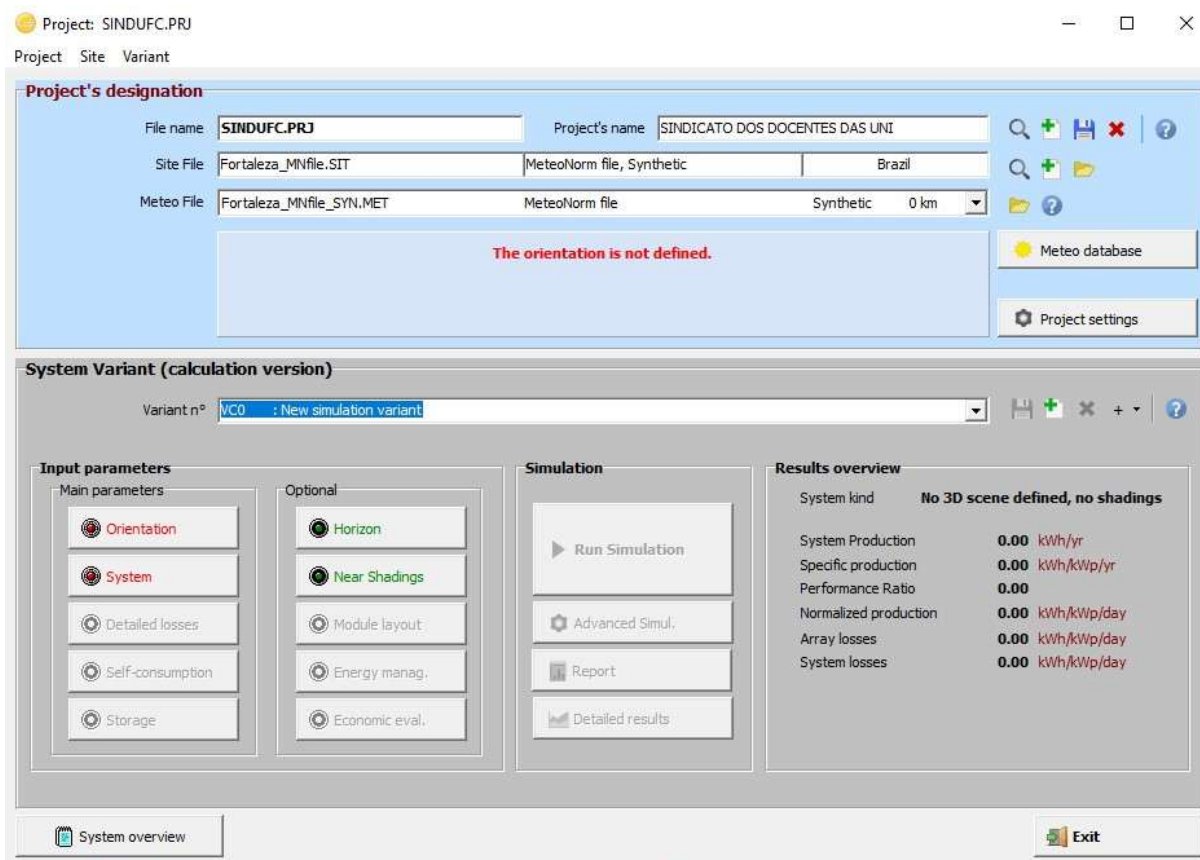 Project: SINDUFC.PRJ
Project Site Variant
Project's designation
File name SINDUFC.PRJ Project's name SINDICATO DOS DOCENTES DAS UNI
Site File Fortaleza_MNfile.SIT MeteoNorm file, Synthetic Brazil
Meteo File Fortaleza_MNfile_SYN.MET MeteoNorm file Synthetic 0 km
The orientation is not defined.
Meteo database
Project settings
System Variant (calculation version)
Variant n° VC0 : New simulation variant
Input parameters
Main parameters
Orientation
System
Detailed losses
Self-consumption
Storage
Optional
Horizon
Near Shadings
Module layout
Energy manag.
Economic eval.
Simulation
Run Simulation
Advanced Simul.
Report
Detailed results
Results overview
System kind No 3D scene defined, no shadings
System Production 0.00 kWh/yr
Specific production 0.00 kWh/kWp/yr
Performance Ratio 0.00
Normalized production 0.00 kWh/kWp/day
Array losses 0.00 kWh/kWp/day
System losses 0.00 kWh/kWp/day
System overview
Exit